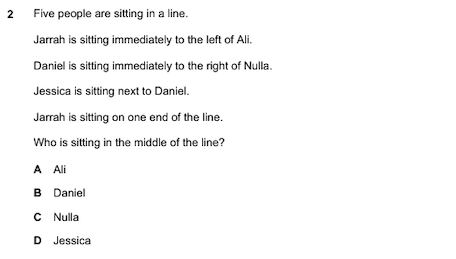 2 Five people are sitting in a line.
Jarrah is sitting immediately to the left of Ali.
Daniel is sitting immediately to the right of Nulla.
Jessica is sitting next to Daniel.
Jarrah is sitting on one end of the line.
Who is sitting in the middle of the line?
A Ali
B Daniel
C Nulla
D Jessica